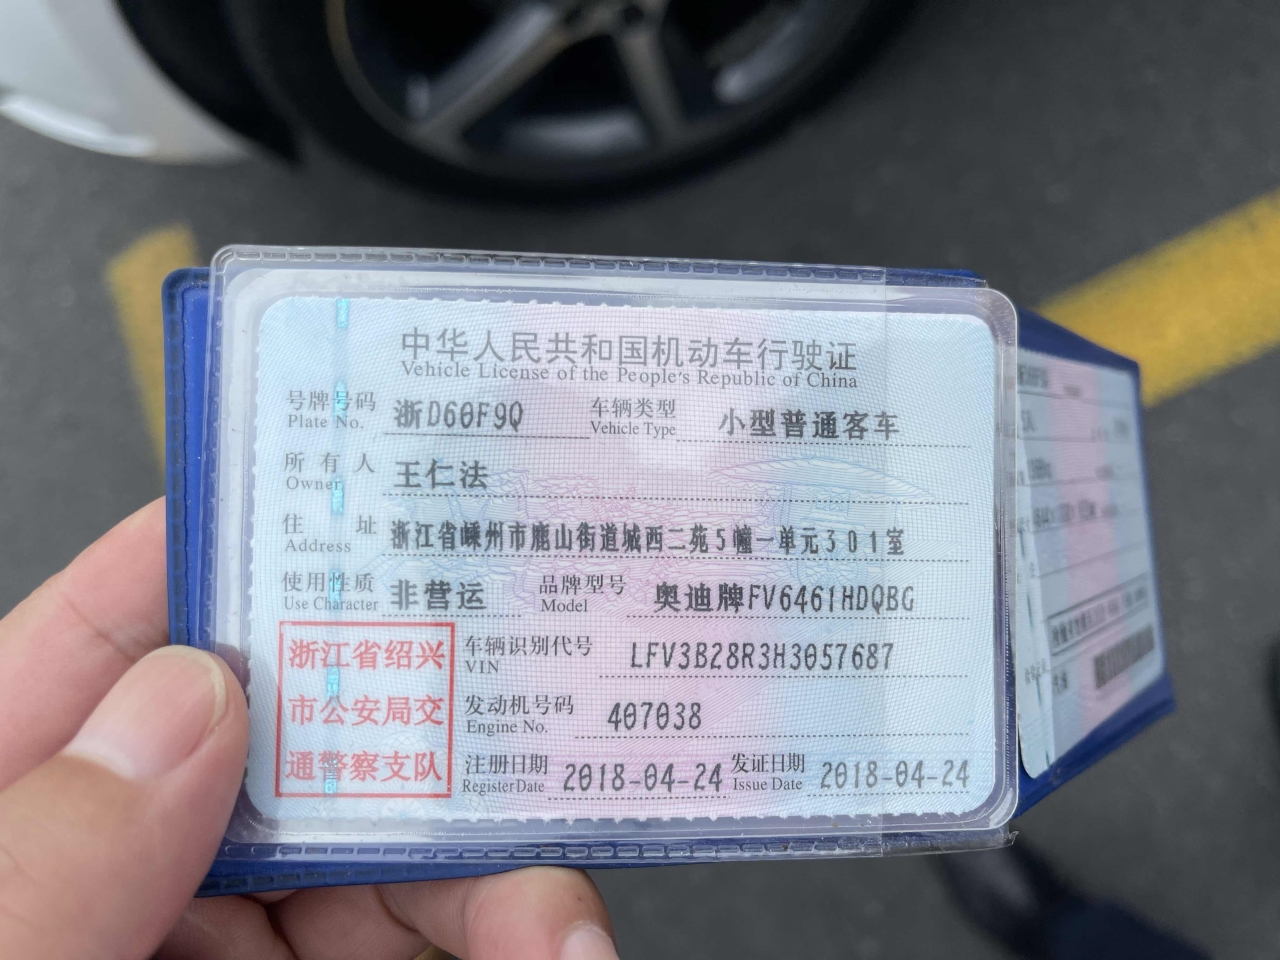 中华人民共和国机动车行驶证
Vehicle License of the People's Republic of China
号牌号码 浙D60F9Q 车辆类型 小型普通客车
Plate No. Vehicle Type
所有人 王仁法
Owner
住址 浙江省嵊州市鹿山街道城西二苑5幢一单元301室
Address
使用性质 非营运 品牌型号 奥迪牌FV6461HDQBG
Use Character Model
浙江省绍兴
市公安局交
通警察支队
车辆识别代号 LFV3B28R3H3057687
VIN
发动机号码 407038
Engine No.
注册日期 2018-04-24 发证日期 2018-04-24
Register Date Issue Date